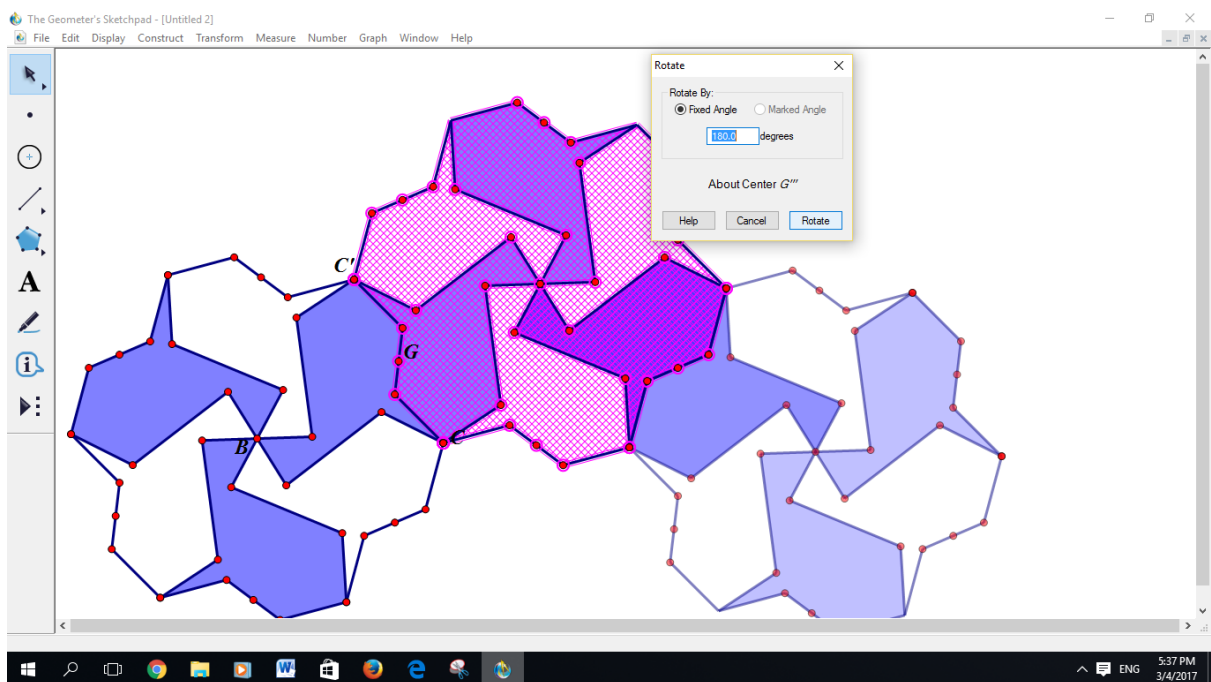 The Geometer's Sketchpad - [Untitled 2]
File Edit Display Construct Transform Measure Number Graph Window Help
Rotate
Rotate By:
Fixed Angle Marked Angle
180.0 degrees
About Center G'''
Help Cancel Rotate
A
C'
G
B
C
ENG
5:37 PM
3/4/2017